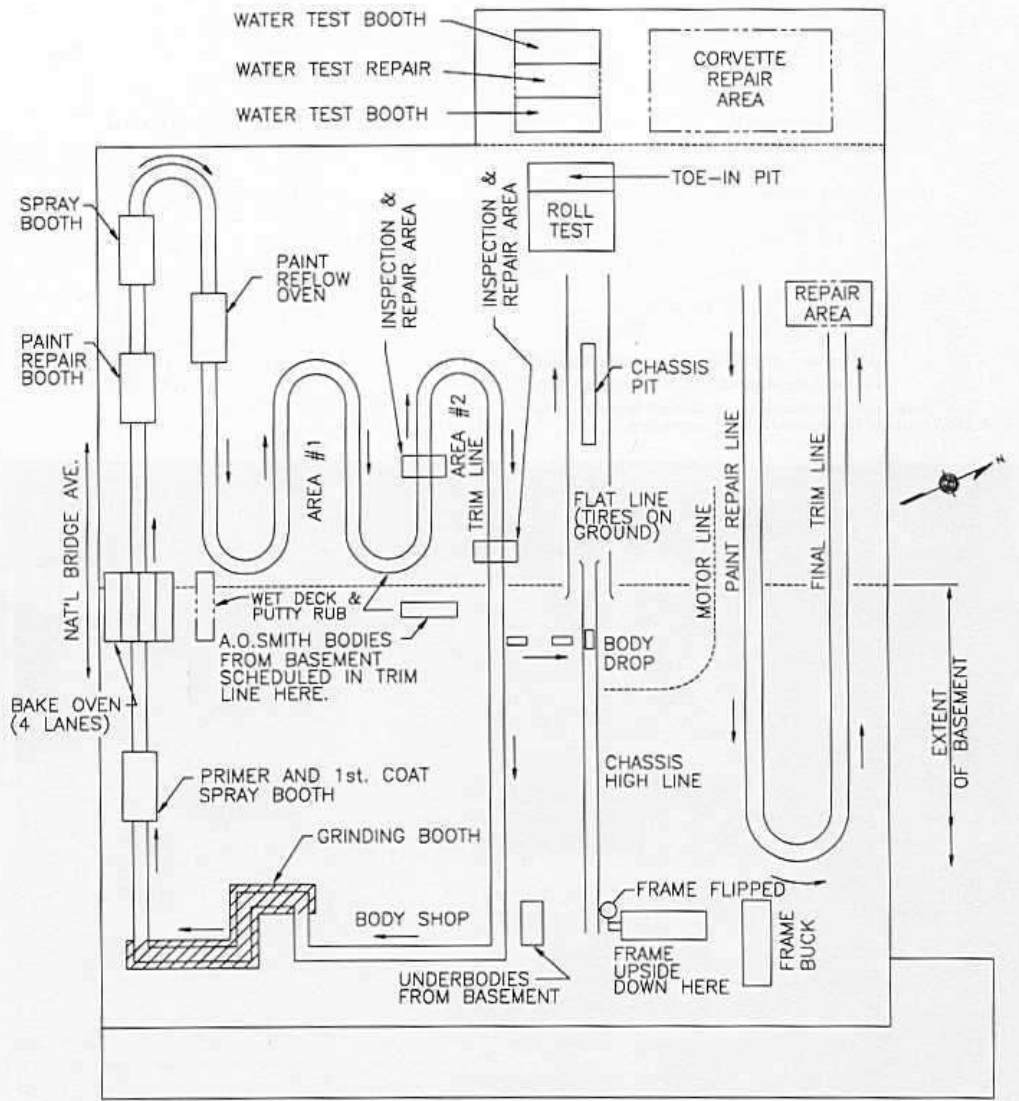 WATER TEST BOOTH
WATER TEST REPAIR
WATER TEST BOOTH
CORVETTE
REPAIR
AREA
TOE-IN PIT
ROLL
TEST
SPRAY
BOOTH
PAINT
REFLOW
OVEN
INSPECTION &
REPAIR AREA
INSPECTION &
REPAIR AREA
REPAIR
AREA
PAINT
REPAIR
BOOTH
CHASSIS
PIT
AREA #1
AREA #2
TRIM LINE
FLAT LINE
(TIRES ON
GROUND)
MOTOR LINE
PAINT REPAIR LINE
FINAL TRIM LINE
N
NAT'L BRIDGE AVE.
WET DECK &
PUTTY RUB
A.O.SMITH BODIES
FROM BASEMENT
SCHEDULED IN TRIM
LINE HERE.
BODY
DROP
BAKE OVEN
(4 LANES)
EXTENT
OF BASEMENT
PRIMER AND 1st. COAT
SPRAY BOOTH
CHASSIS
HIGH LINE
GRINDING BOOTH
BODY SHOP
FRAME FLIPPED
UNDERBODIES
FROM BASEMENT
FRAME
UPSIDE
DOWN HERE
FRAME
BUCK